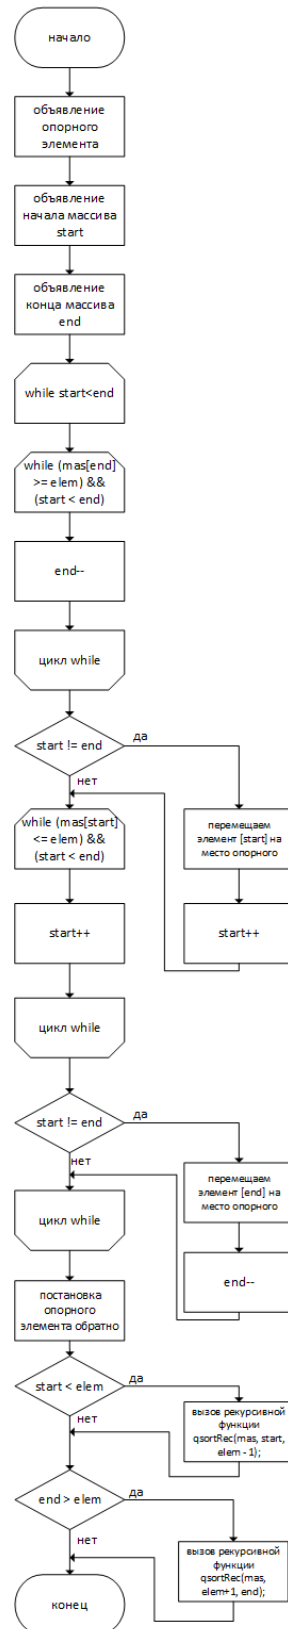 начало
объявление
опорного
элемента
объявление
начала массива
start
объявление
конца массива
end
while start<end
while (mas[end]
>= elem) &&
(start < end)
end--
цикл while
start != end
да
нет
перемещаем
элемент [start] на
место опорного
start++
while (mas[start]
<= elem) &&
(start < end)
start++
цикл while
start != end
да
нет
перемещаем
элемент [end] на
место опорного
end--
цикл while
постановка
опорного
элемента обратно
start < elem
да
нет
вызов рекурсивной
функции
qsortRec(mas, start,
elem - 1);
end > elem
да
нет
вызов рекурсивной
функции
qsortRec(mas,
elem+1, end);
конец